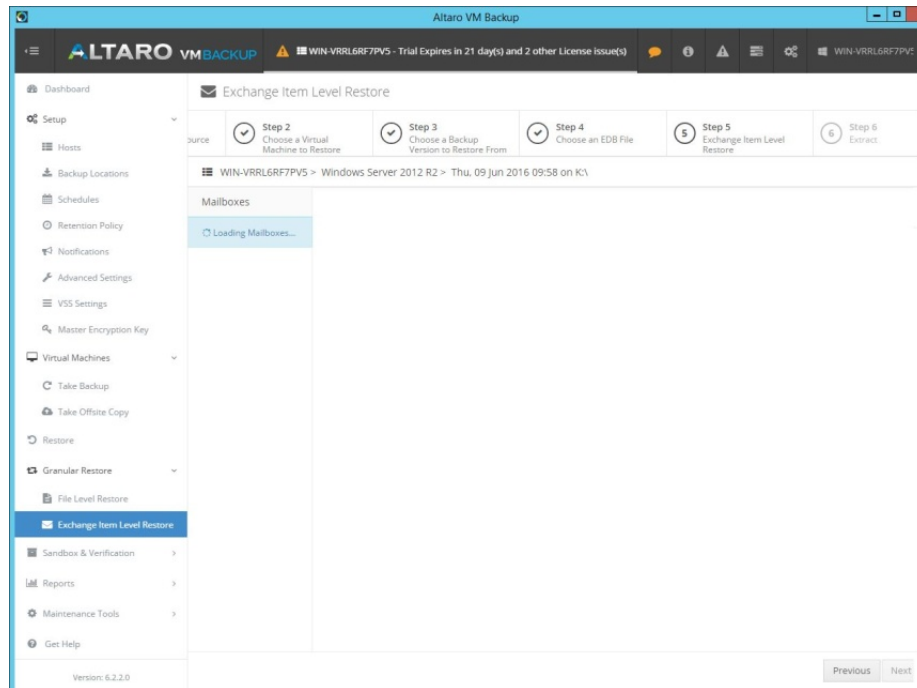 Altaro VM Backup
ALTARO VMBACKUP
WIN-VRRL6RF7PV5 - Trial Expires in 21 day(s) and 2 other License issue(s)
WIN-VRRL6RF7PV5
Dashboard
Setup
Hosts
Backup Locations
Schedules
Retention Policy
Notifications
Advanced Settings
VSS Settings
Master Encryption Key
Virtual Machines
Take Backup
Take Offsite Copy
Restore
Granular Restore
File Level Restore
Exchange Item Level Restore
Sandbox & Verification
Reports
Maintenance Tools
Get Help
Version: 6.2.2.0
Exchange Item Level Restore
ource
Step 2
Choose a Virtual
Machine to Restore
Step 3
Choose a Backup
Version to Restore From
Step 4
Choose an EDB File
5
Step 5
Exchange Item Level
Restore
6
Step 6
Extract
WIN-VRRL6RF7PV5 > Windows Server 2012 R2 > Thu, 09 Jun 2016 09:58 on K:\
Mailboxes
Loading Mailboxes...
Previous
Next